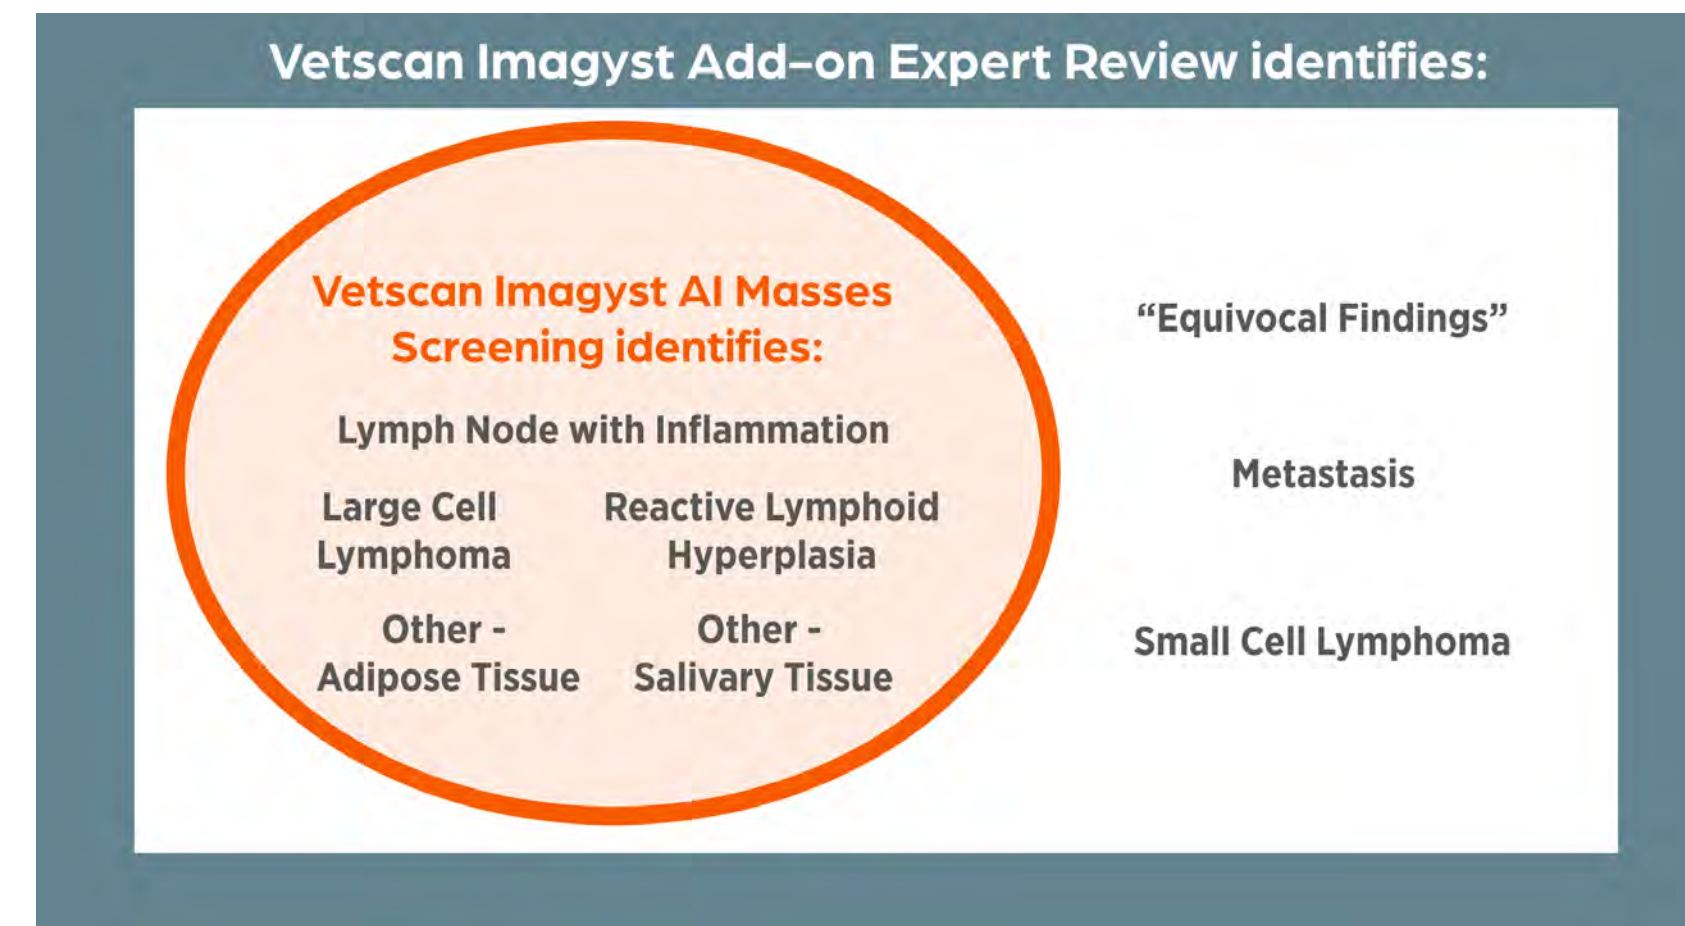 Vetscan Imagyst Add-on Expert Review identifies:
Vetscan Imagyst AI Masses
Screening identifies:
Lymph Node with Inflammation
Large Cell
Lymphoma
Reactive Lymphoid
Hyperplasia
Other -
Adipose Tissue
Other -
Salivary Tissue
“Equivocal Findings”
Metastasis
Small Cell Lymphoma